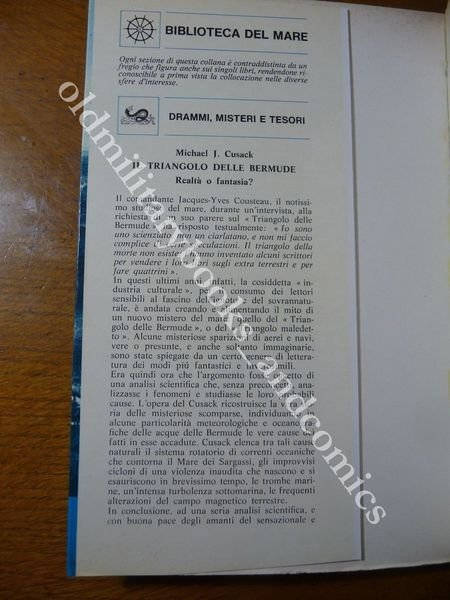 BIBLIOTECA DEL MARE
Ogni sezione di questa collana è contraddistinta da un
fregio che figura anche sui singoli libri, rendendone ri-
conoscibile a prima vista la collocazione nelle diverse
sfere d'interesse.
DRAMMI, MISTERI E TESORI
Michael J. Cusack
IL TRIANGOLO DELLE BERMUDE
Realtà o fantasia?
Il comandante Jacques-Yves Cousteau, il notissi-
mo studioso del mare, durante un'intervista, alla
richiesta di un suo parere sul « Triangolo delle
Bermude » ha risposto testualmente: « Io sono
uno scienziato, non un ciarlatano, e non mi faccio
complice di certe speculazioni. Il triangolo della
morte non esiste: l'hanno inventato alcuni scrittori
per vendere i loro libri sugli extra terrestri e per
fare quattrini ».
In questi ultimi anni infatti, la cosiddetta « in-
dustria culturale », per il consumo dei lettori
sensibili al fascino dell'ignoto e del sovrannatu-
rale, è andata creando e alimentando il mito di
un nuovo mistero del mare: quello del « Trian-
golo delle Bermude », o del « triangolo maledet-
to ». Alcune misteriose sparizioni di aerei e navi,
vere o presunte, e anche soltanto immaginarie,
sono state spiegate da un certo genere di lettera-
tura dei modi più fantastici e inverosimili.
Era quindi ora che l'argomento fosse oggetto di
una analisi scientifica che, senza preconcetti, ana-
lizzasse i fenomeni e studiasse le loro probabili
cause. L'opera del Cusack ricostruisce la vera sto-
ria delle misteriose scomparse, individuando in
alcune particolarità meteorologiche e oceanogra-
fiche delle acque delle Bermude le vere cause dei
fatti in esse accaduti. Cusack elenca tra tali cause
naturali il sistema rotatorio di correnti oceaniche
che contorna il Mare dei Sargassi, gli improvvisi
cicloni di una violenza inaudita che nascono e si
esauriscono in brevissimo tempo, le trombe mari-
ne, un'intensa turbolenza sottomarina, le frequenti
alterazioni del campo magnetico terrestre.
In conclusione, ad una seria analisi scientifica, e
con buona pace degli amanti del sensazionale e
oldmilitarybooks_andcomics